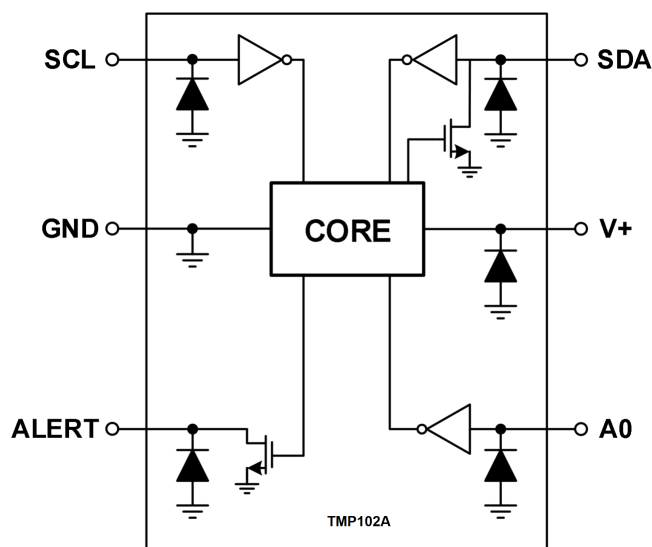 SCL
SDA
GND
CORE
V+
ALERT
A0
TMP102A